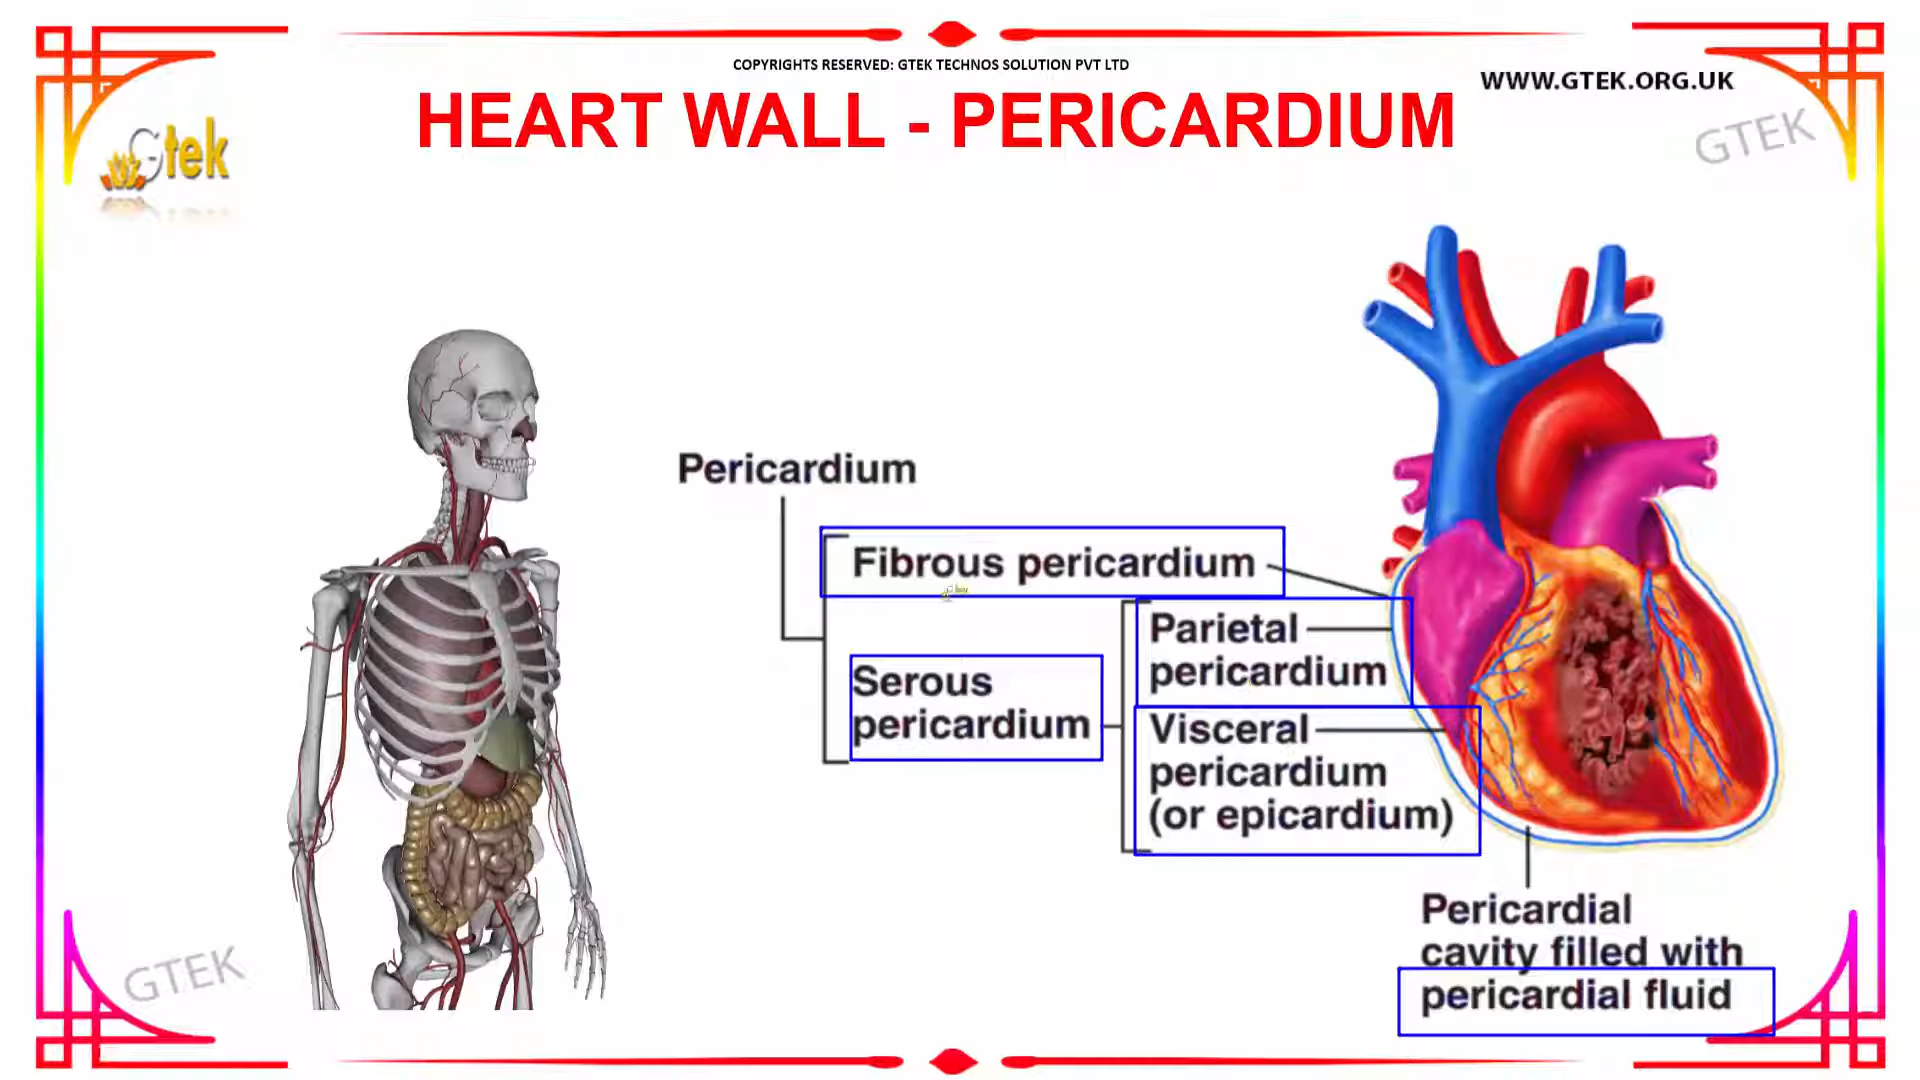 COPYRIGHTS RESERVED: GTEK TECHNOS SOLUTION PVT LTD
WWW.GTEK.ORG.UK
HEART WALL - PERICARDIUM
Gtek
GTEK
Pericardium
Fibrous pericardium
Parietal
pericardium
Serous
pericardium
Visceral
pericardium
(or epicardium)
Pericardial
cavity filled with
pericardial fluid
GTEK